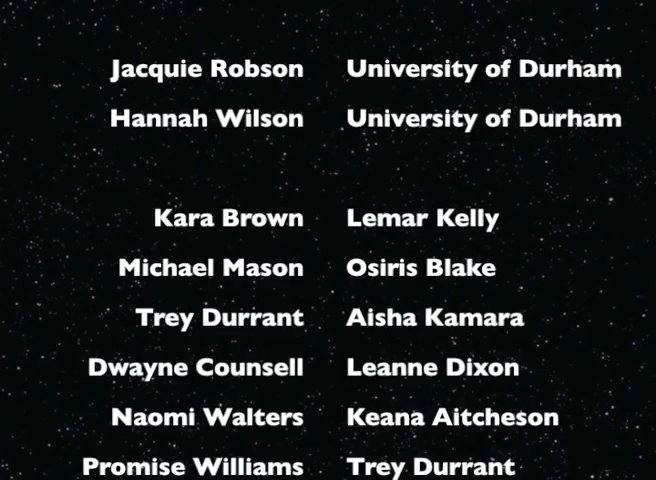 Jacquie Robson University of Durham
Hannah Wilson University of Durham
Kara Brown Lemar Kelly
Michael Mason Osiris Blake
Trey Durrant Aisha Kamara
Dwayne Counsell Leanne Dixon
Naomi Walters Keana Aitcheson
Promise Williams Trey Durrant